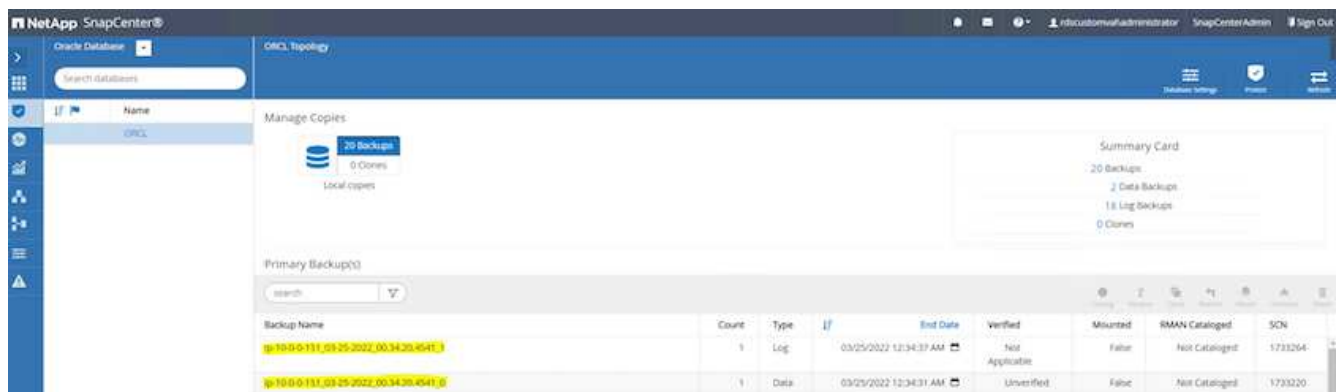 NetApp SnapCenter®
rdscustomval\administrator SnapCenterAdmin Sign Out
Oracle Database
ORCL Topology
Search databases
Database Settings Protect Refresh
Name
ORCL
Manage Copies
20 Backups
0 Clones
Local copies
Summary Card
20 Backups
2 Data Backups
18 Log Backups
0 Clones
Primary Backup(s)
search
Backup Name Count Type End Date Verified Mounted RMAN Cataloged SCN
ip-10-0-0-151_03-25-2022_00.34.20.4541_1 1 Log 03/25/2022 12:34:37 AM Not Applicable False Not Cataloged 1733264
ip-10-0-0-151_03-25-2022_00.34.20.4541_0 1 Data 03/25/2022 12:34:31 AM Unverified False Not Cataloged 1733220